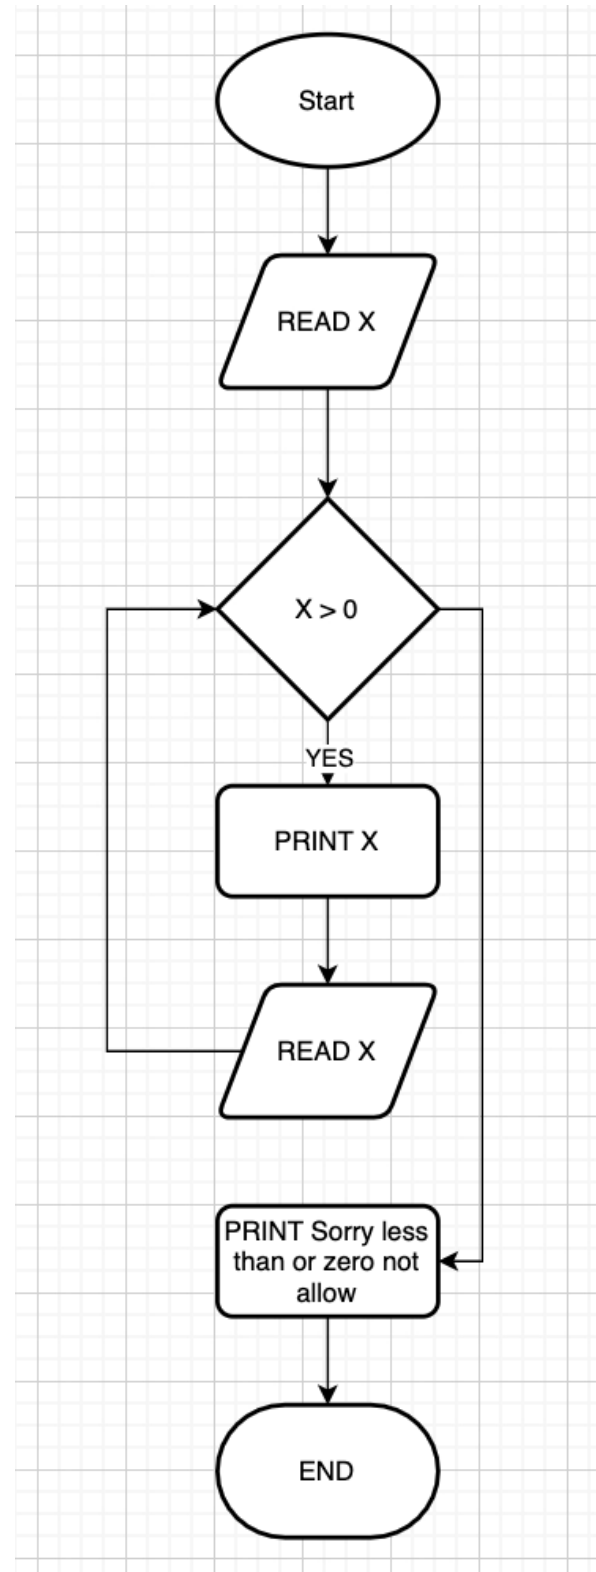 Start
READ X
X > 0
YES
PRINT X
READ X
PRINT Sorry less
than or zero not
allow
END